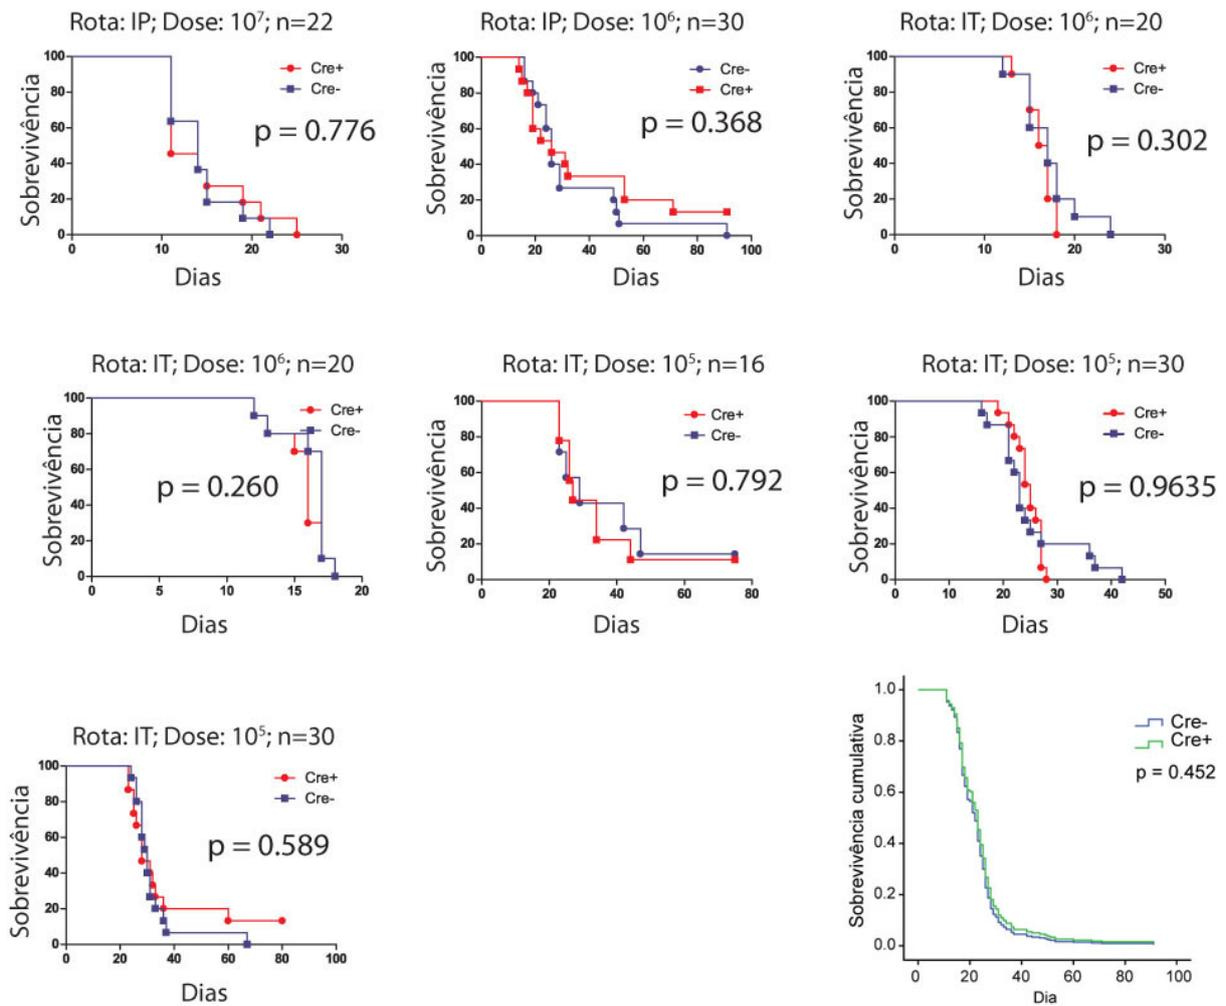 Rota: IP; Dose: 10⁷; n=22
Sobrevivência
100
80
60
40
20
0
Cre+
Cre-
p = 0.776
0 10 20 30
Dias
Rota: IP; Dose: 10⁶; n=30
Sobrevivência
100
80
60
40
20
0
Cre-
Cre+
p = 0.368
0 20 40 60 80 100
Dias
Rota: IT; Dose: 10⁶; n=20
Sobrevivência
100
80
60
40
20
0
Cre+
Cre-
p = 0.302
0 10 20 30
Dias
Rota: IT; Dose: 10⁶; n=20
Sobrevivência
100
80
60
40
20
0
Cre+
Cre-
p = 0.260
0 5 10 15 20
Dias
Rota: IT; Dose: 10⁵; n=16
Sobrevivência
100
80
60
40
20
0
Cre+
Cre-
p = 0.792
0 20 40 60 80
Dias
Rota: IT; Dose: 10⁵; n=30
Sobrevivência
100
80
60
40
20
0
Cre+
Cre-
p = 0.9635
0 10 20 30 40 50
Dias
Rota: IT; Dose: 10⁵; n=30
Sobrevivência
100
80
60
40
20
0
Cre+
Cre-
p = 0.589
0 20 40 60 80 100
Dias
Sobrevivência cumulativa
1.0
0.8
0.6
0.4
0.2
0.0
Cre-
Cre+
p = 0.452
0 20 40 60 80 100
Dia